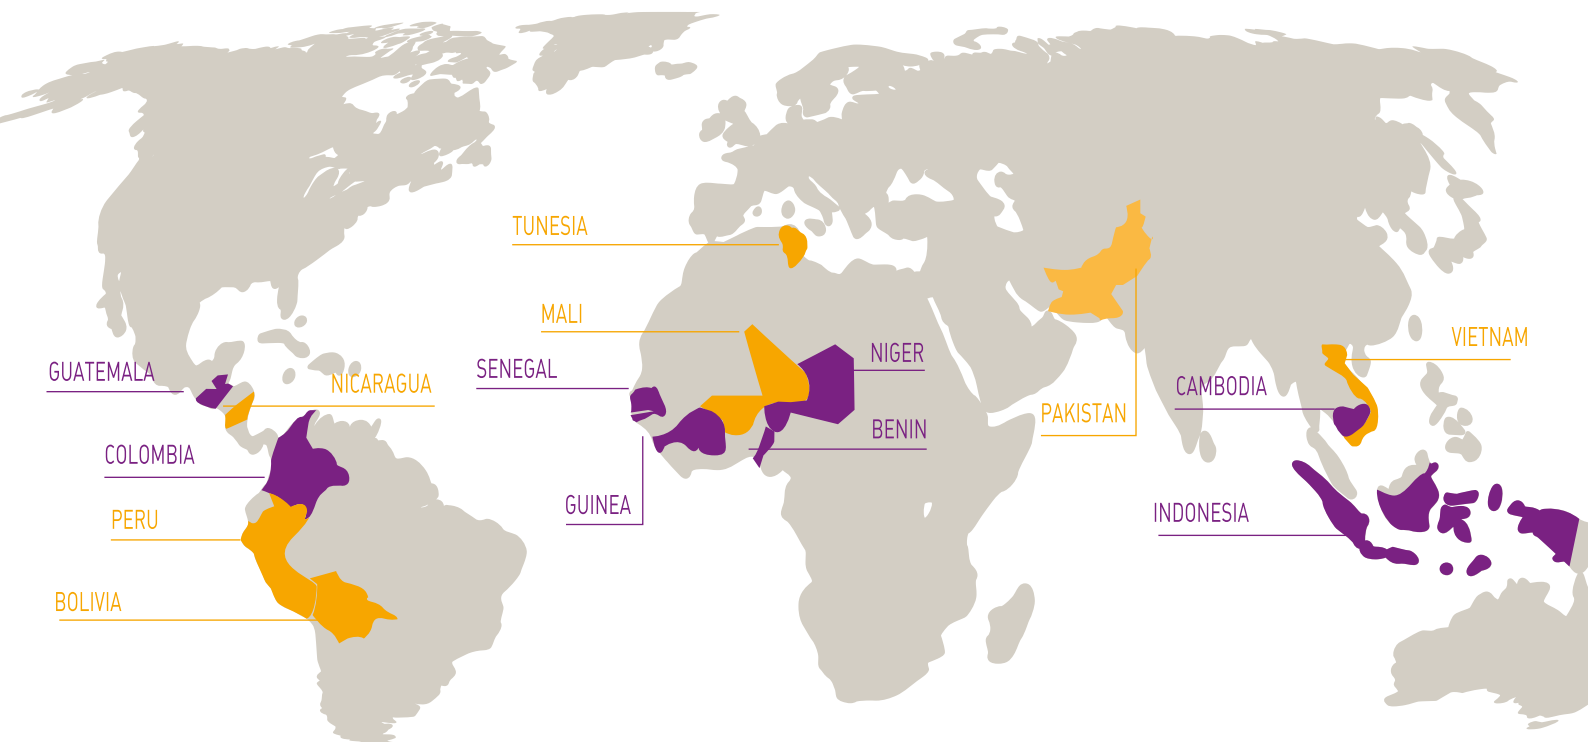 TUNESIA
MALI
VIETNAM
NIGER
SENEGAL
GUATEMALA
NICARAGUA
CAMBODIA
PAKISTAN
BENIN
COLOMBIA
GUINEA
INDONESIA
PERU
BOLIVIA